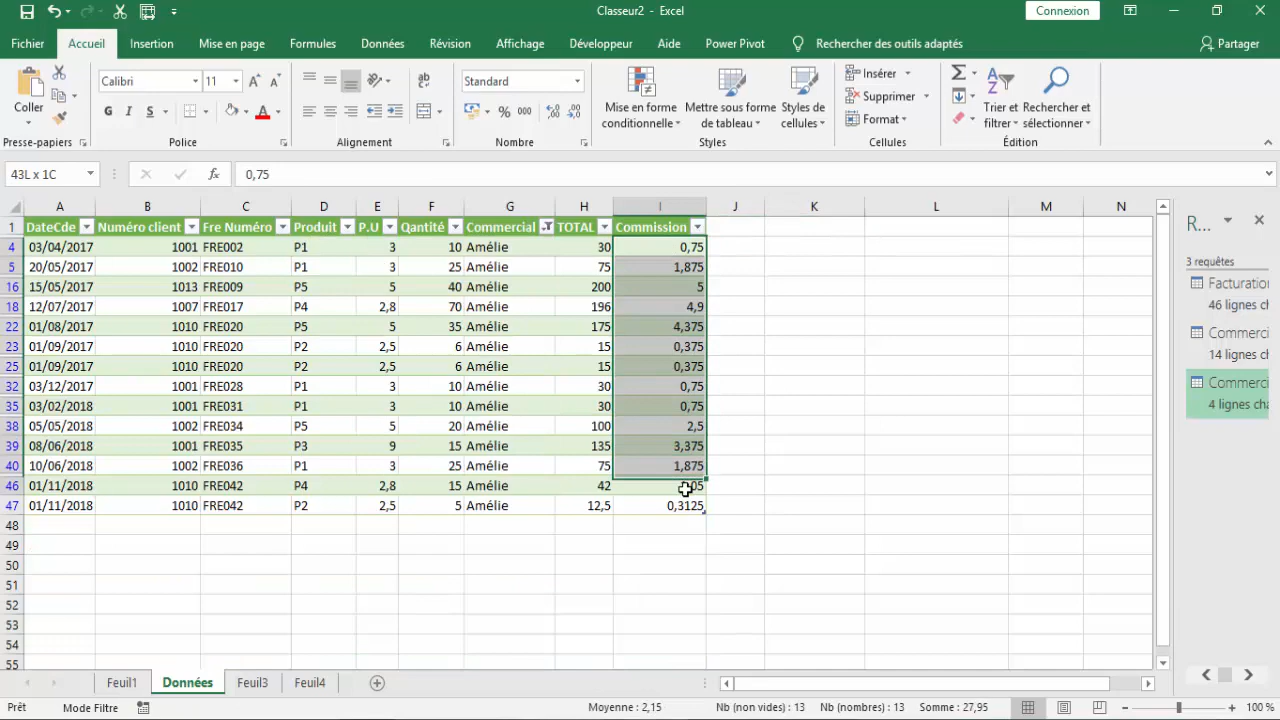 Classeur2 - Excel
Connexion
Fichier Accueil Insertion Mise en page Formules Données Révision Affichage Développeur Aide Power Pivot Rechercher des outils adaptés Partager
Coller
Calibri 11
G I S
ab
Standard
% 000
Mise en forme conditionnelle
Mettre sous forme de tableau
Styles de cellules
Insérer
Supprimer
Format
Trier et filtrer
Rechercher et sélectionner
Presse-papiers Police Alignement Nombre Styles Cellules Édition
43L x 1C fx 0,75
A B C D E F G H I J K L M N
1 DateCde Numéro client Fre Numéro Produit P.U Qantité Commercial TOTAL Commission
4 03/04/2017 1001 FRE002 P1 3 10 Amélie 30 0,75
5 20/05/2017 1002 FRE010 P1 3 25 Amélie 75 1,875
16 15/05/2017 1013 FRE009 P5 5 40 Amélie 200 5
18 12/07/2017 1007 FRE017 P4 2,8 70 Amélie 196 4,9
22 01/08/2017 1010 FRE020 P5 5 35 Amélie 175 4,375
23 01/09/2017 1010 FRE020 P2 2,5 6 Amélie 15 0,375
25 01/09/2017 1010 FRE020 P2 2,5 6 Amélie 15 0,375
32 03/12/2017 1001 FRE028 P1 3 10 Amélie 30 0,75
35 03/02/2018 1001 FRE031 P1 3 10 Amélie 30 0,75
38 05/05/2018 1002 FRE034 P5 5 20 Amélie 100 2,5
39 08/06/2018 1001 FRE035 P3 9 15 Amélie 135 3,375
40 10/06/2018 1002 FRE036 P1 3 25 Amélie 75 1,875
46 01/11/2018 1010 FRE042 P4 2,8 15 Amélie 42 05
47 01/11/2018 1010 FRE042 P2 2,5 5 Amélie 12,5 0,3125
48
49
50
51
52
53
54
55
R...
3 requêtes
Facturation
46 lignes ch
Commerci
14 lignes ch
Commerci
4 lignes cha
Feuil1 Données Feuil3 Feuil4
Prêt Mode Filtre Moyenne : 2,15 Nb (non vides) : 13 Nb (nombres) : 13 Somme : 27,95 100 %